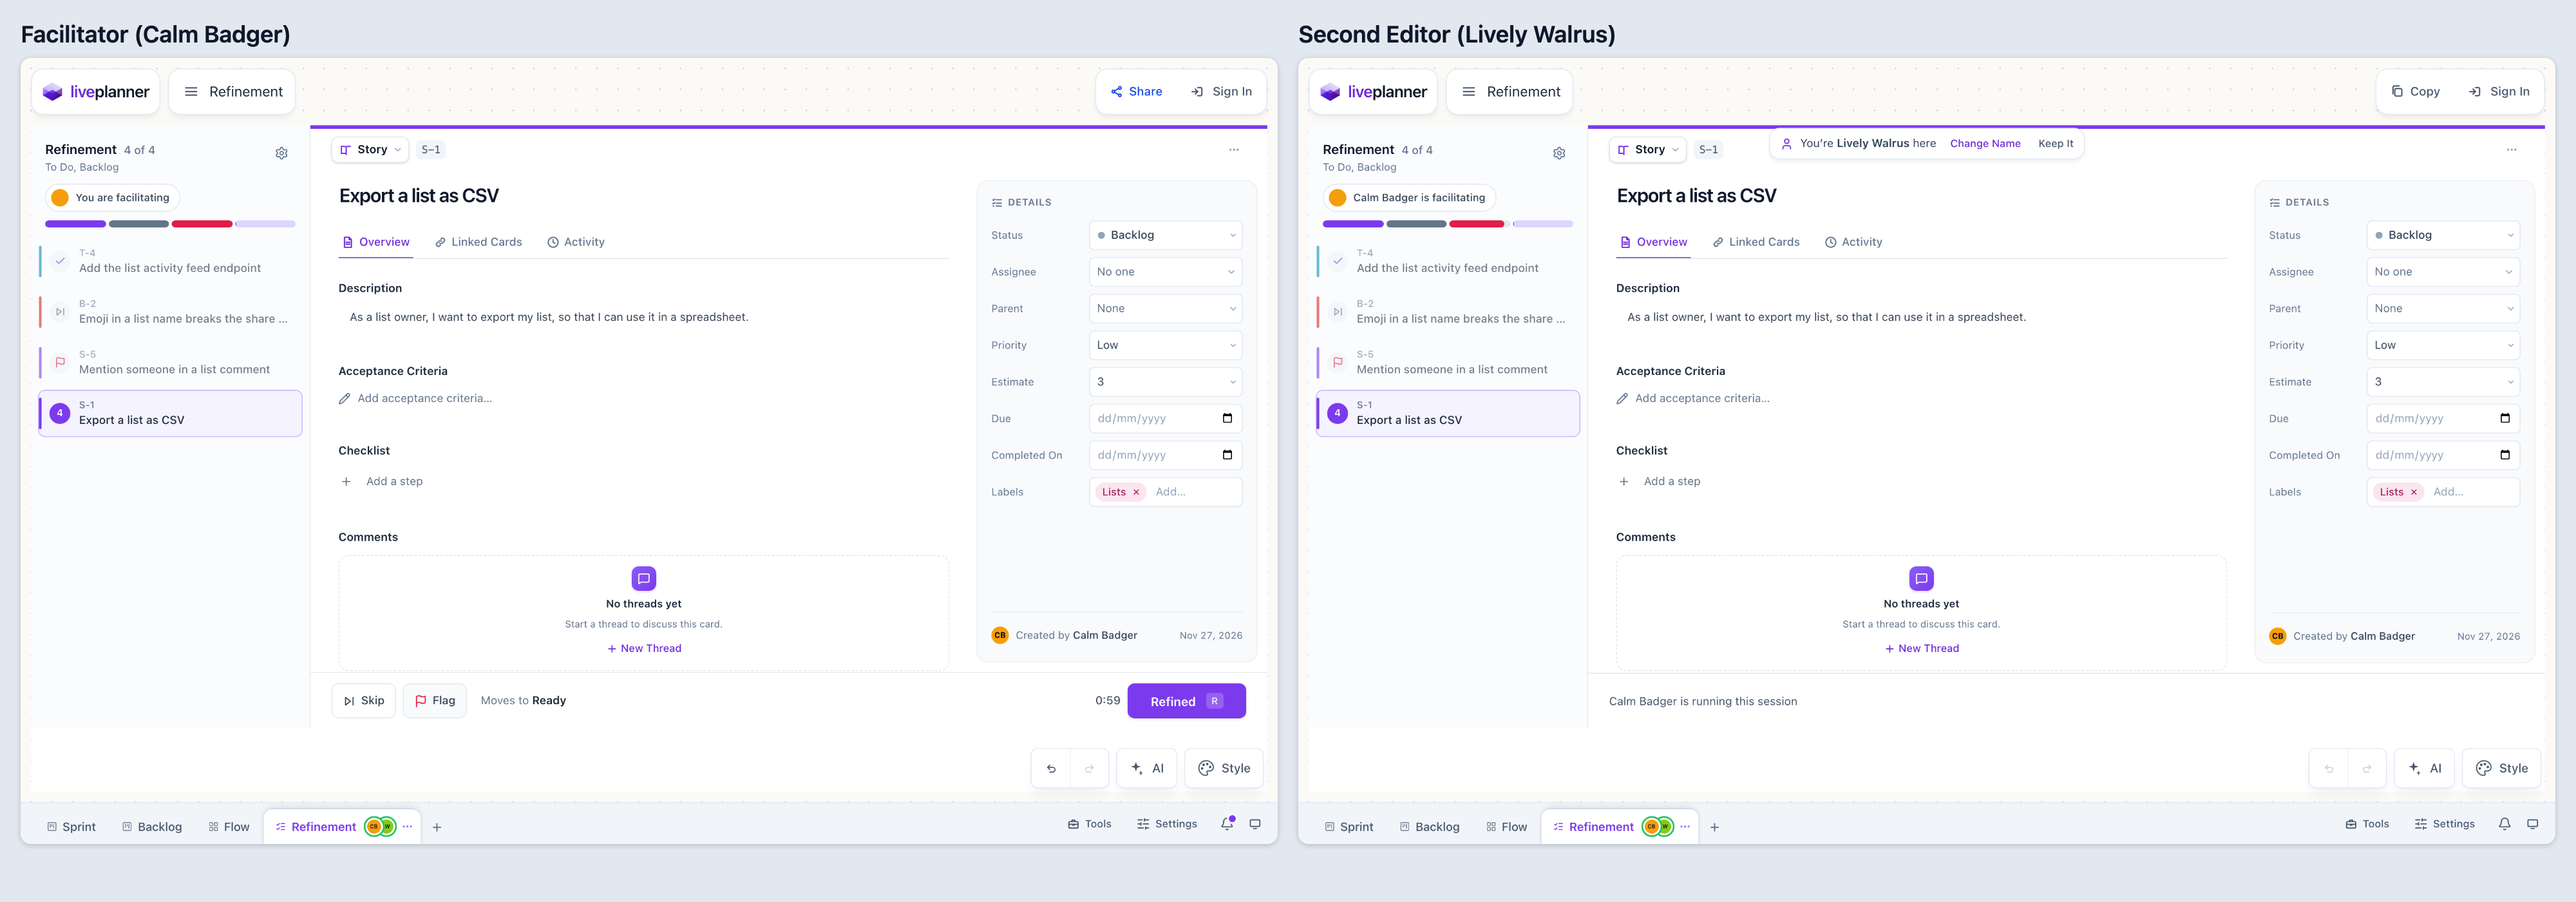 Facilitator (Calm Badger)
liveplanner
Refinement
Share
Sign In
Refinement 4 of 4
To Do, Backlog
You are facilitating
T-4
Add the list activity feed endpoint
B-2
Emoji in a list name breaks the share ...
S-5
Mention someone in a list comment
4
S-1
Export a list as CSV
Story
S-1
Export a list as CSV
Overview
Linked Cards
Activity
Description
As a list owner, I want to export my list, so that I can use it in a spreadsheet.
Acceptance Criteria
Add acceptance criteria...
Checklist
Add a step
Comments
No threads yet
Start a thread to discuss this card.
+ New Thread
DETAILS
Status Backlog
Assignee No one
Parent None
Priority Low
Estimate 3
Due dd/mm/yyyy
Completed On dd/mm/yyyy
Labels Lists × Add...
CB Created by Calm Badger Nov 27, 2026
Skip
Flag
Moves to Ready
0:59
Refined R
AI
Style
Sprint
Backlog
Flow
Refinement CB W
Tools
Settings
Second Editor (Lively Walrus)
liveplanner
Refinement
Copy
Sign In
Refinement 4 of 4
To Do, Backlog
Calm Badger is facilitating
T-4
Add the list activity feed endpoint
B-2
Emoji in a list name breaks the share ...
S-5
Mention someone in a list comment
4
S-1
Export a list as CSV
Story
S-1
You're Lively Walrus here Change Name Keep It
Export a list as CSV
Overview
Linked Cards
Activity
Description
As a list owner, I want to export my list, so that I can use it in a spreadsheet.
Acceptance Criteria
Add acceptance criteria...
Checklist
Add a step
Comments
No threads yet
Start a thread to discuss this card.
+ New Thread
DETAILS
Status Backlog
Assignee No one
Parent None
Priority Low
Estimate 3
Due dd/mm/yyyy
Completed On dd/mm/yyyy
Labels Lists × Add...
CB Created by Calm Badger Nov 27, 2026
Calm Badger is running this session
AI
Style
Sprint
Backlog
Flow
Refinement CB W
Tools
Settings